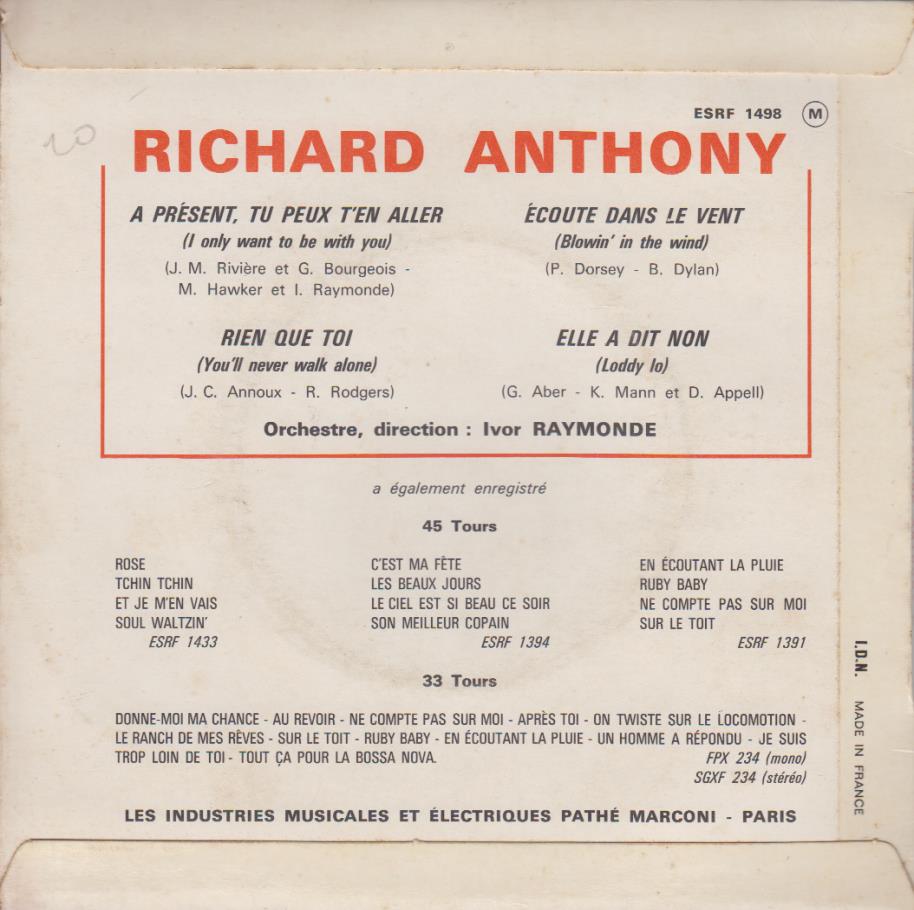 ESRF 1498 M
20
RICHARD ANTHONY
A PRÉSENT, TU PEUX T'EN ALLER
(I only want to be with you)
(J. M. Rivière et G. Bourgeois -
M. Hawker et I. Raymonde)
ÉCOUTE DANS LE VENT
(Blowin' in the wind)
(P. Dorsey - B. Dylan)
RIEN QUE TOI
(You'll never walk alone)
(J. C. Annoux - R. Rodgers)
ELLE A DIT NON
(Loddy lo)
(G. Aber - K. Mann et D. Appell)
Orchestre, direction : Ivor RAYMONDE
a également enregistré
45 Tours
ROSE
TCHIN TCHIN
ET JE M'EN VAIS
SOUL WALTZIN'
ESRF 1433
C'EST MA FÊTE
LES BEAUX JOURS
LE CIEL EST SI BEAU CE SOIR
SON MEILLEUR COPAIN
ESRF 1394
EN ÉCOUTANT LA PLUIE
RUBY BABY
NE COMPTE PAS SUR MOI
SUR LE TOIT
ESRF 1391
33 Tours
DONNE-MOI MA CHANCE - AU REVOIR - NE COMPTE PAS SUR MOI - APRÈS TOI - ON TWISTE SUR LE LOCOMOTION -
LE RANCH DE MES RÊVES - SUR LE TOIT - RUBY BABY - EN ÉCOUTANT LA PLUIE - UN HOMME A RÉPONDU - JE SUIS
TROP LOIN DE TOI - TOUT ÇA POUR LA BOSSA NOVA. FPX 234 (mono)
SGXF 234 (stéréo)
LES INDUSTRIES MUSICALES ET ÉLECTRIQUES PATHÉ MARCONI - PARIS
I.D.N. MADE IN FRANCE